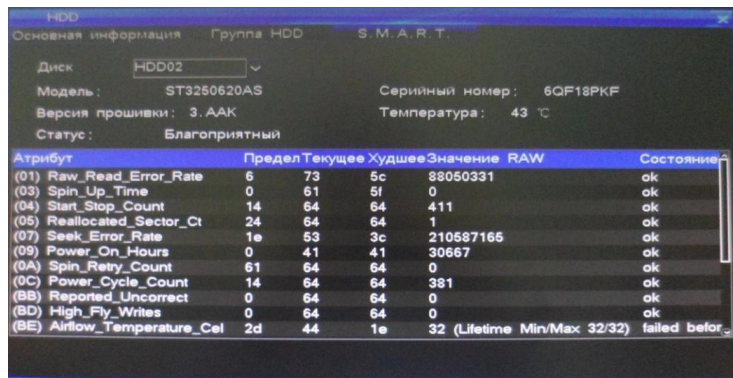 HDD
Основная информация Группа HDD S.M.A.R.T.
Диск HDD02
Модель: ST3250620AS Серийный номер: 6QF18PKF
Версия прошивки: 3.AAK Температура: 43 ℃
Статус: Благоприятный
Атрибут Предел Текущее Худшее Значение RAW Состояние
(01) Raw_Read_Error_Rate 6 73 5c 88050331 ok
(03) Spin_Up_Time 0 61 5f 0 ok
(04) Start_Stop_Count 14 64 64 411 ok
(05) Reallocated_Sector_Ct 24 64 64 1 ok
(07) Seek_Error_Rate 1e 53 3c 210587165 ok
(09) Power_On_Hours 0 41 41 30667 ok
(0A) Spin_Retry_Count 61 64 64 0 ok
(0C) Power_Cycle_Count 14 64 64 381 ok
(BB) Reported_Uncorrect 0 64 64 0 ok
(BD) High_Fly_Writes 0 64 64 0 ok
(BE) Airflow_Temperature_Cel 2d 44 1e 32 (Lifetime Min/Max 32/32) failed befor